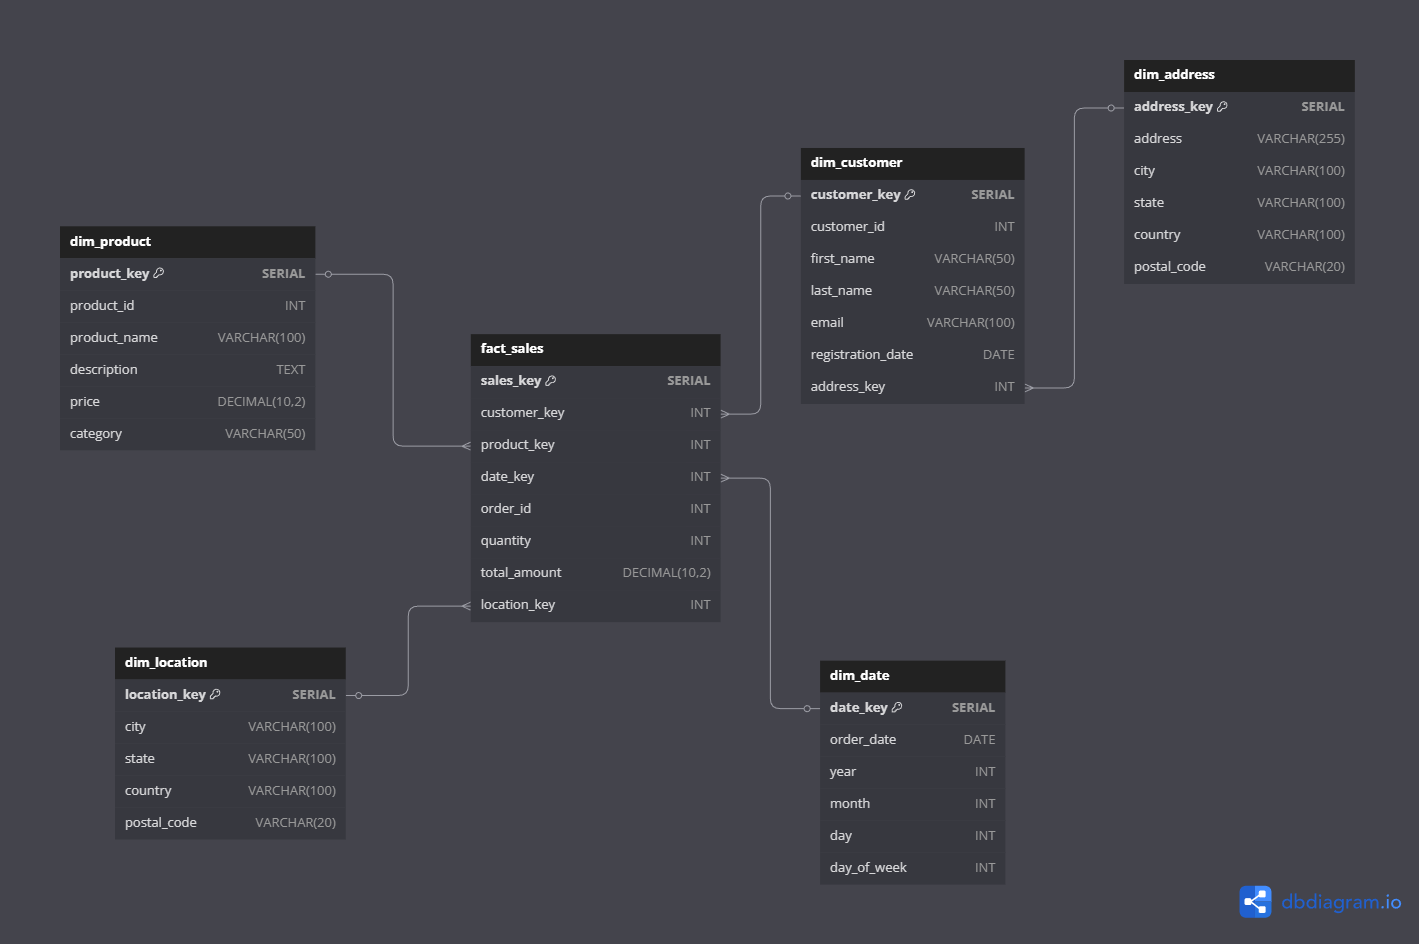 dim_address
address_key SERIAL
address VARCHAR(255)
city VARCHAR(100)
state VARCHAR(100)
country VARCHAR(100)
postal_code VARCHAR(20)
dim_customer
customer_key SERIAL
customer_id INT
first_name VARCHAR(50)
last_name VARCHAR(50)
email VARCHAR(100)
registration_date DATE
address_key INT
dim_product
product_key SERIAL
product_id INT
product_name VARCHAR(100)
description TEXT
price DECIMAL(10,2)
category VARCHAR(50)
fact_sales
sales_key SERIAL
customer_key INT
product_key INT
date_key INT
order_id INT
quantity INT
total_amount DECIMAL(10,2)
location_key INT
dim_location
location_key SERIAL
city VARCHAR(100)
state VARCHAR(100)
country VARCHAR(100)
postal_code VARCHAR(20)
dim_date
date_key SERIAL
order_date DATE
year INT
month INT
day INT
day_of_week INT
dbdiagram.io